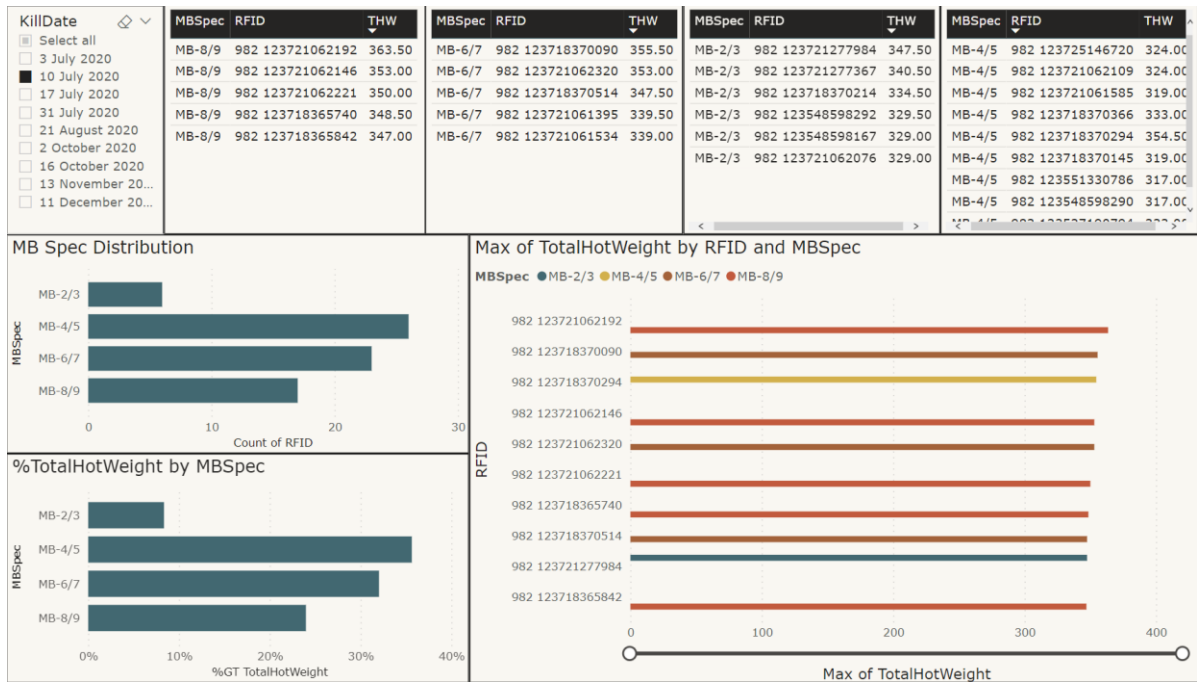 KillDate
Select all
3 July 2020
10 July 2020
17 July 2020
31 July 2020
21 August 2020
2 October 2020
16 October 2020
13 November 20...
11 December 20...
MBSpec RFID THW
MB-8/9 982 123721062192 363.50
MB-8/9 982 123721062146 353.00
MB-8/9 982 123721062221 350.00
MB-8/9 982 123718365740 348.50
MB-8/9 982 123718365842 347.00
MBSpec RFID THW
MB-6/7 982 123718370090 355.50
MB-6/7 982 123721062320 353.00
MB-6/7 982 123718370514 347.50
MB-6/7 982 123721061395 339.50
MB-6/7 982 123721061534 339.00
MBSpec RFID THW
MB-2/3 982 123721277984 347.50
MB-2/3 982 123721277367 340.50
MB-2/3 982 123718370214 334.50
MB-2/3 982 123548598292 329.50
MB-2/3 982 123548598167 329.00
MB-2/3 982 123721062076 329.00
MBSpec RFID THW
MB-4/5 982 123725146720 324.00
MB-4/5 982 123721062109 324.00
MB-4/5 982 123721061585 319.00
MB-4/5 982 123718370366 333.00
MB-4/5 982 123718370294 354.50
MB-4/5 982 123718370145 319.00
MB-4/5 982 123551330786 317.00
MB-4/5 982 123548598290 317.00
MB Spec Distribution
MBSpec
MB-2/3
MB-4/5
MB-6/7
MB-8/9
0 10 20 30
Count of RFID
%TotalHotWeight by MBSpec
MBSpec
MB-2/3
MB-4/5
MB-6/7
MB-8/9
0% 10% 20% 30% 40%
%GT TotalHotWeight
Max of TotalHotWeight by RFID and MBSpec
MBSpec MB-2/3 MB-4/5 MB-6/7 MB-8/9
RFID
982 123721062192
982 123718370090
982 123718370294
982 123721062146
982 123721062320
982 123721062221
982 123718365740
982 123718370514
982 123721277984
982 123718365842
0 100 200 300 400
Max of TotalHotWeight